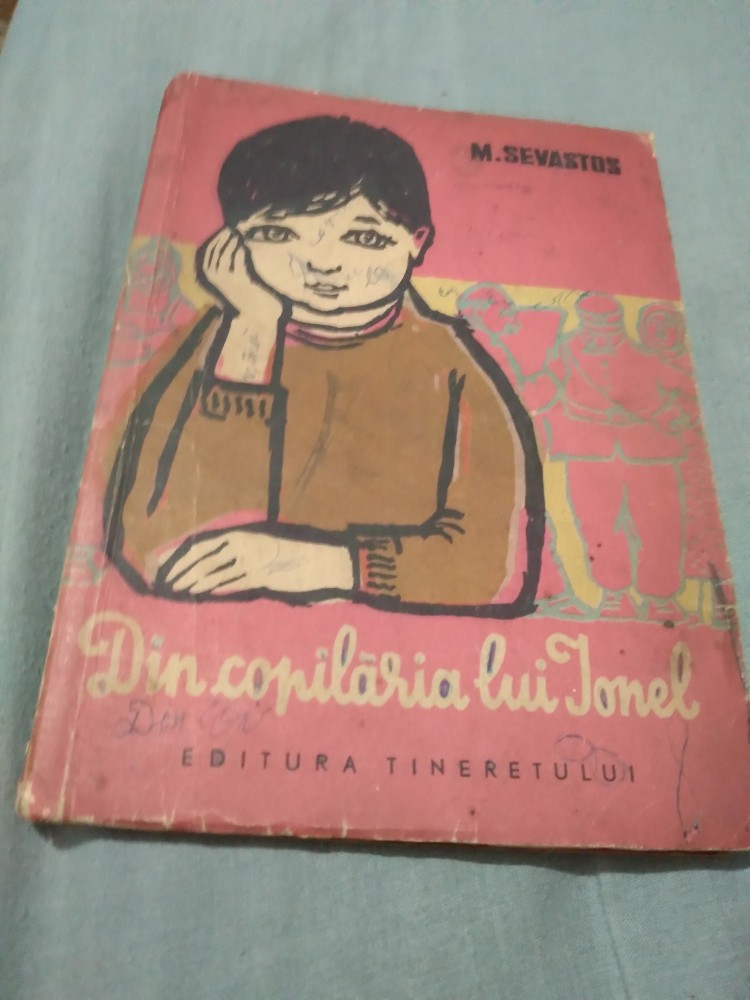 M. SEVASTOS
Din copilăria lui Ionel
EDITURA TINERETULUI